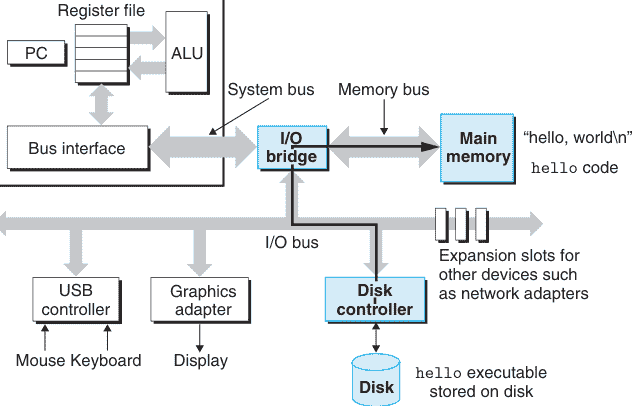 Register file
PC
ALU
System bus
Memory bus
Bus interface
I/O
bridge
Main
memory
“hello, world\n”
hello code
I/O bus
Expansion slots for
other devices such
as network adapters
USB
controller
Graphics
adapter
Disk
controller
Mouse Keyboard
Display
Disk
hello executable
stored on disk